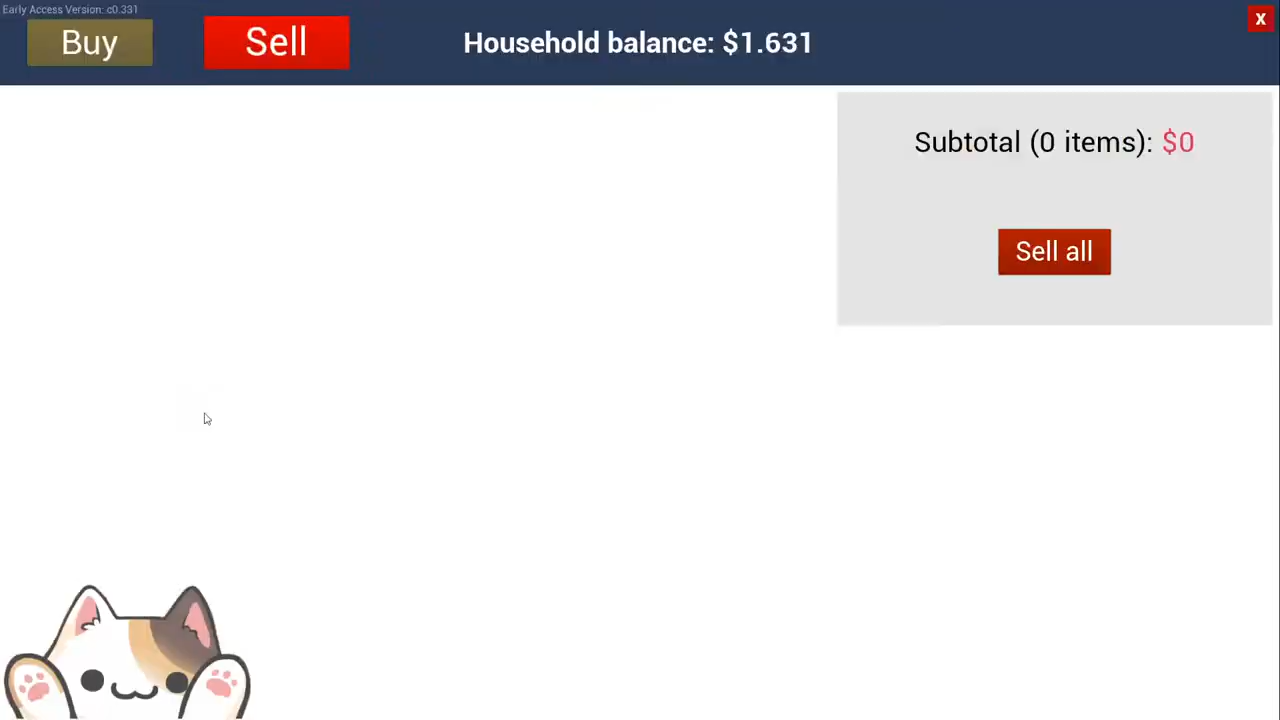 Early Access Version: c0.331
Buy
Sell
Household balance: $1.631
X
Subtotal (0 items): $0
Sell all